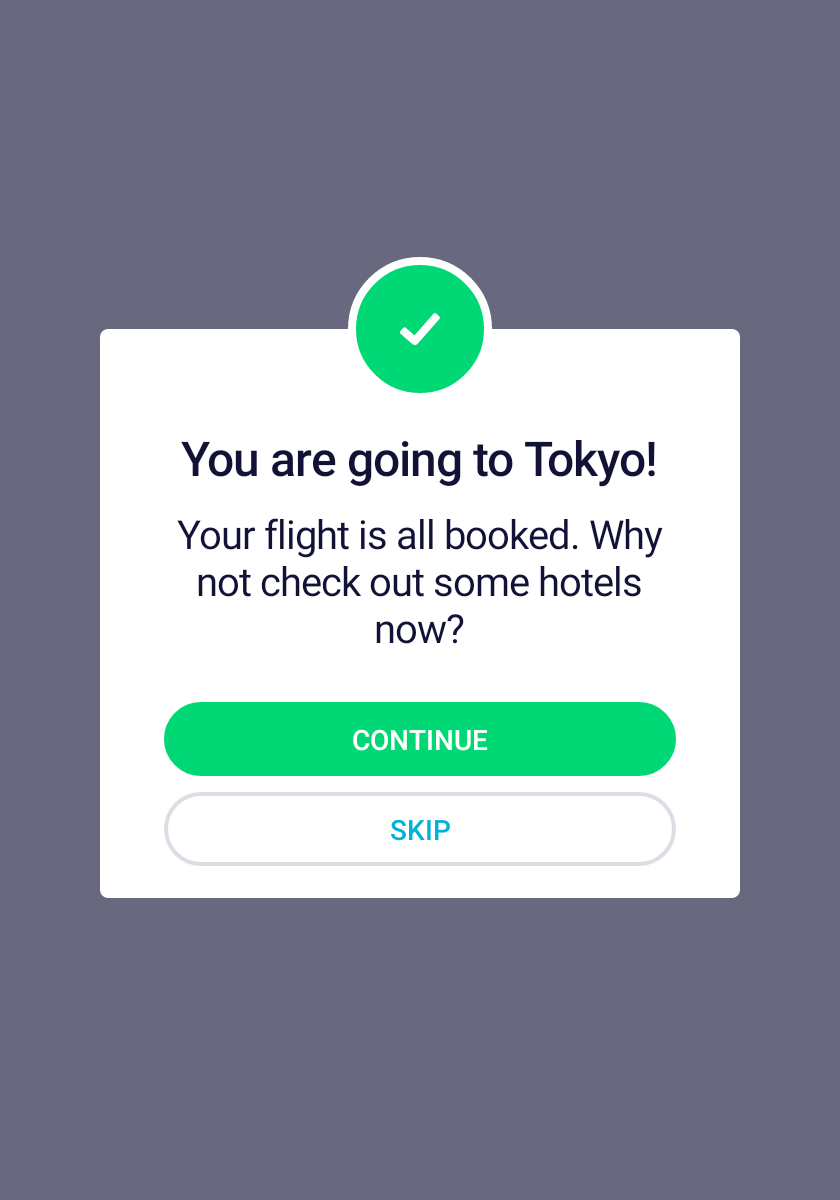 You are going to Tokyo!
Your flight is all booked. Why
not check out some hotels
now?
CONTINUE
SKIP